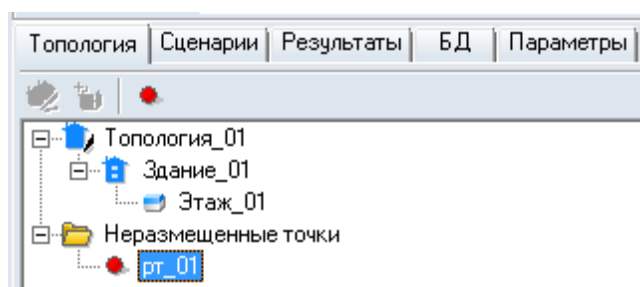 Топология Сценарии Результаты БД Параметры
Топология_01
Здание_01
Этаж_01
Неразмещенные точки
рт_01